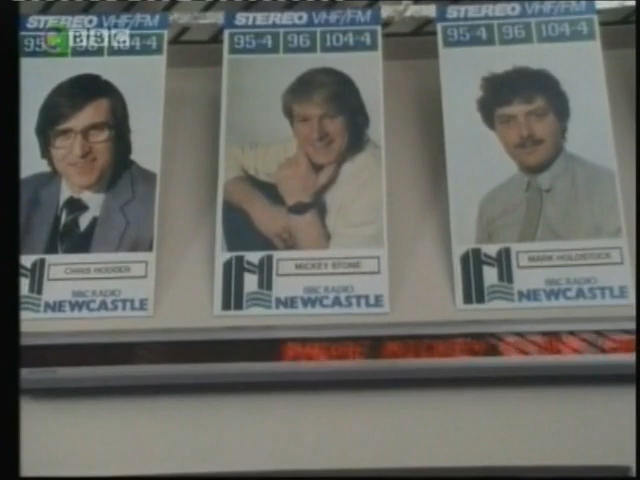 BBC
STEREO VHF/FM
95·4 96 104·4
CHRIS HODDER
BBC RADIO
NEWCASTLE
STEREO VHF/FM
95·4 96 104·4
MICKEY STONE
BBC RADIO
NEWCASTLE
STEREO VHF/FM
95·4 96 104·4
MARK HOLDSTOCK
BBC RADIO
NEWCASTLE